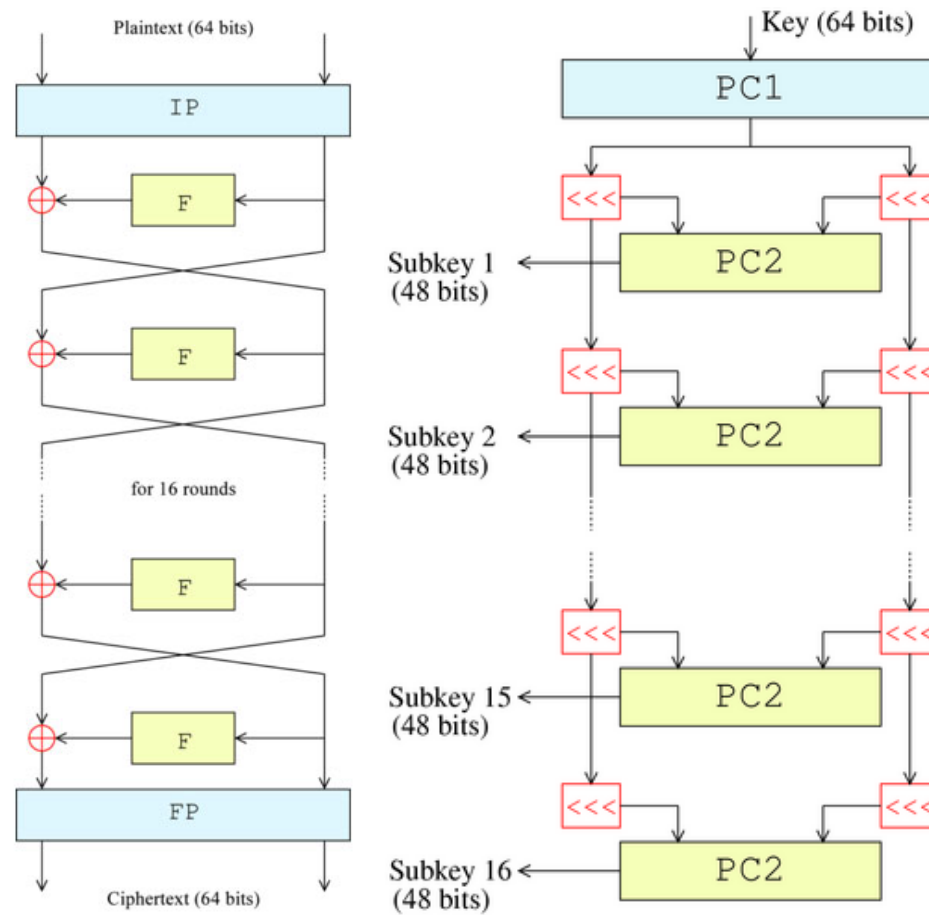 Plaintext (64 bits)
IP
F
F
for 16 rounds
F
F
FP
Ciphertext (64 bits)
Key (64 bits)
PC1
<<<
<<<
PC2
Subkey 1
(48 bits)
<<<
<<<
PC2
Subkey 2
(48 bits)
<<<
<<<
PC2
Subkey 15
(48 bits)
<<<
<<<
PC2
Subkey 16
(48 bits)